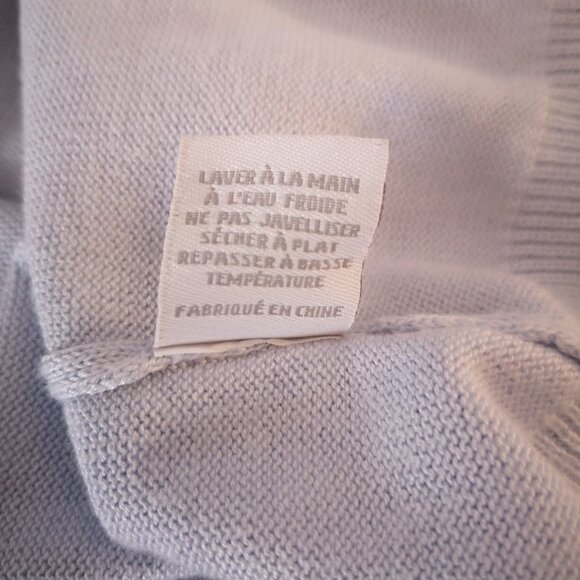 LAVER À LA MAIN
À L'EAU FROIDE
NE PAS JAVELLISER
SÉCHER À PLAT
REPASSER À BASSE
TEMPÉRATURE
FABRIQUÉ EN CHINE